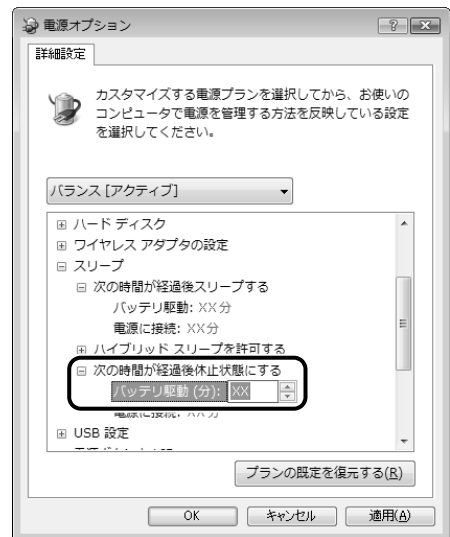 電源オプション
詳細設定
カスタマイズする電源プランを選択してから、お使いの
コンピュータで電源を管理する方法を反映している設定
を選択してください。
バランス [アクティブ]
ハード ディスク
ワイヤレス アダプタの設定
スリープ
次の時間が経過後スリープする
バッテリ駆動: XX分
電源に接続: XX分
ハイブリッド スリープを許可する
次の時間が経過後休止状態にする
バッテリ駆動 (分): XX
電源に接続: XX分
USB 設定
プランの既定を復元する(R)
OK キャンセル 適用(A)